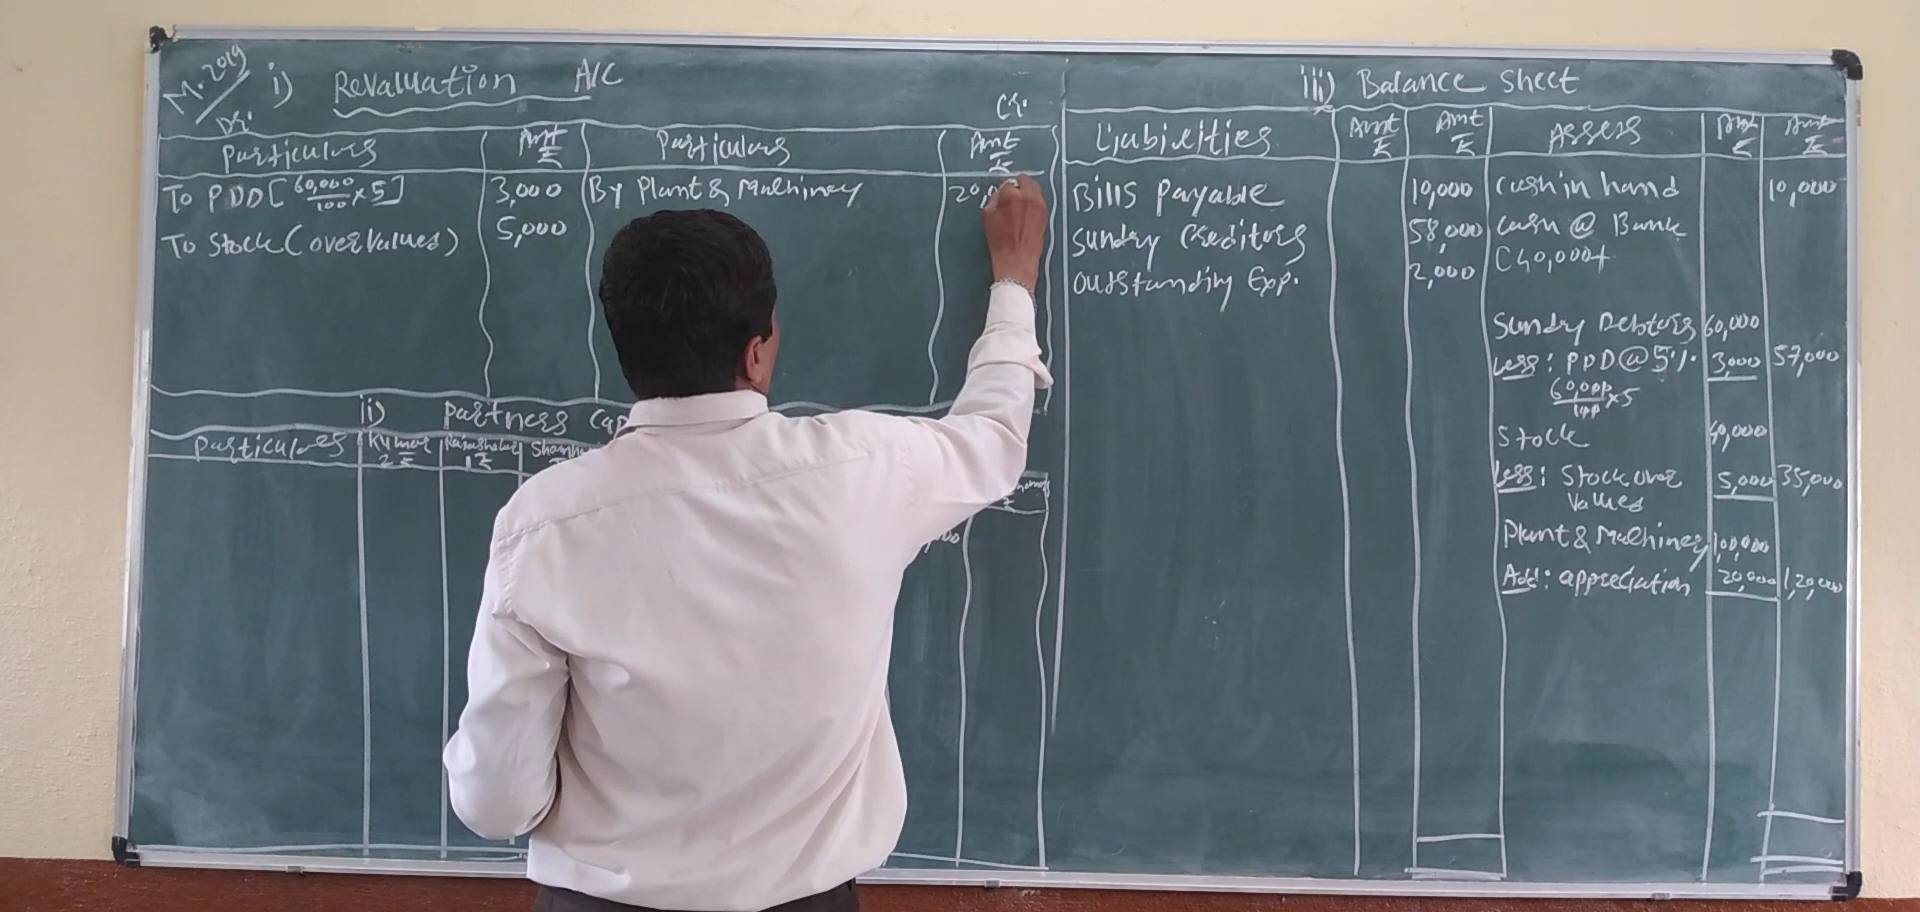 M. 2019
i) Revaluation A/C
Dr. Cr.
Particulars Amt ₹ Particulars Amt ₹
To PDD [60,000/100 x 5] 3,000 By Plant & Machinery 20,0
To Stock (over Values) 5,000
ii) Partners Cap
Particulars Kumar ₹ ₹
iii) Balance Sheet
Liabilities Amt ₹ Amt ₹ Assess Amt ₹ Amt ₹
Bills Payable 10,000 Cash in hand 10,000
Sundry Creditors 58,000 Cash @ Bank
Outstanding Exp. 2,000 (40,000+
Sundry Debtors 60,000
Less: PDD @ 5% 3,000 57,000
60,000/100 x 5
Stock 40,000
Less: Stock over 5,000 35,000
Values
Plant & Machinery 1,00,000
Add: appreciation 20,000 1,20,000